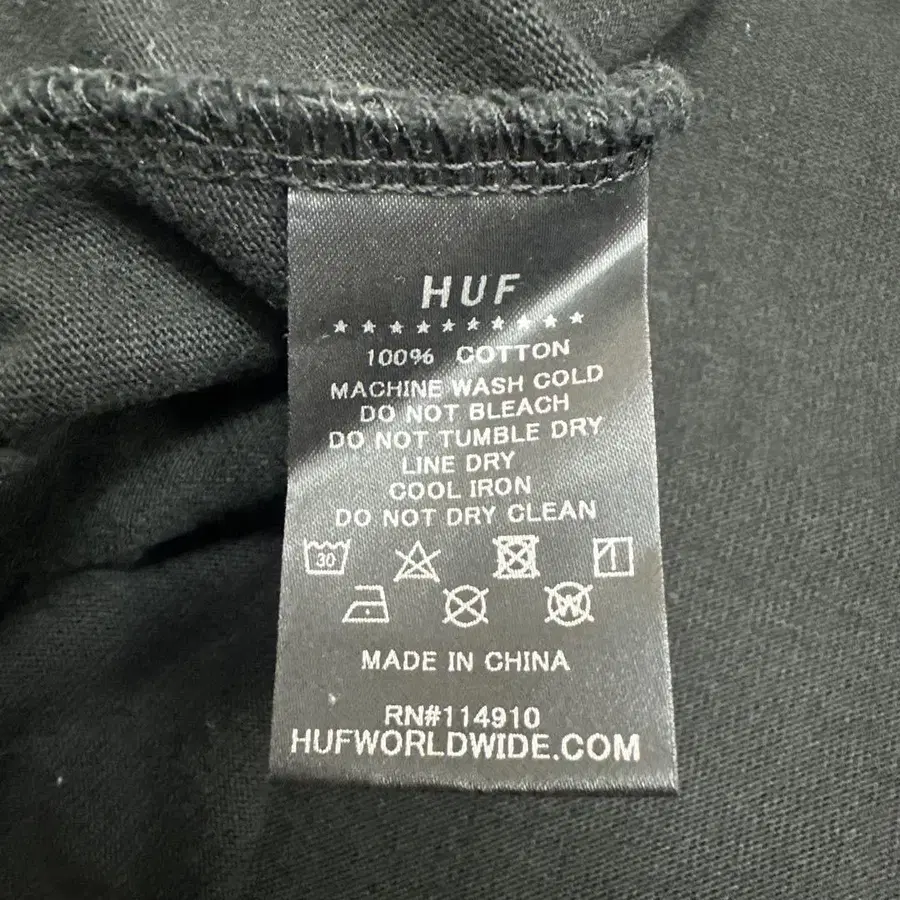 HUF
100% COTTON
MACHINE WASH COLD
DO NOT BLEACH
DO NOT TUMBLE DRY
LINE DRY
COOL IRON
DO NOT DRY CLEAN
30
W
MADE IN CHINA
RN#114910
HUFWORLDWIDE.COM